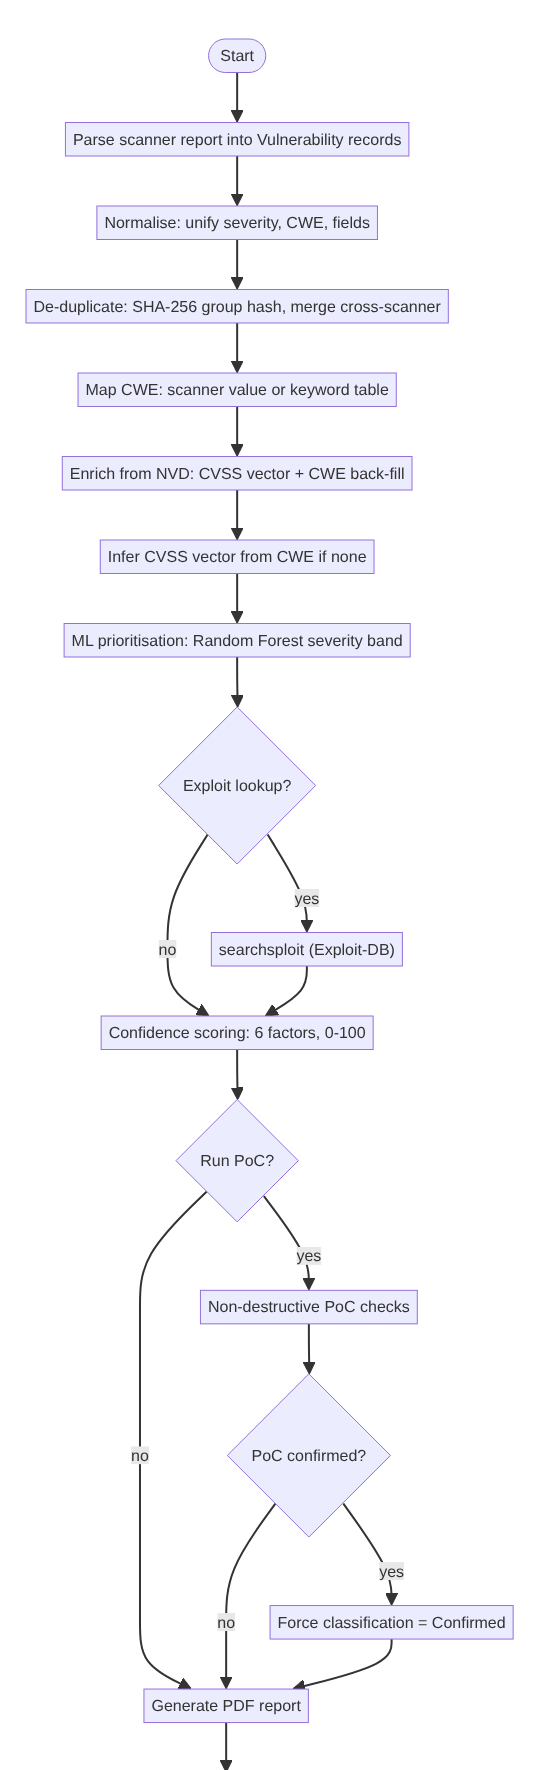 Start
Parse scanner report into Vulnerability records
Normalise: unify severity, CWE, fields
De-duplicate: SHA-256 group hash, merge cross-scanner
Map CWE: scanner value or keyword table
Enrich from NVD: CVSS vector + CWE back-fill
Infer CVSS vector from CWE if none
ML prioritisation: Random Forest severity band
Exploit lookup?
yes
no
searchsploit (Exploit-DB)
Confidence scoring: 6 factors, 0-100
Run PoC?
yes
Non-destructive PoC checks
no
PoC confirmed?
yes
no
Force classification = Confirmed
Generate PDF report